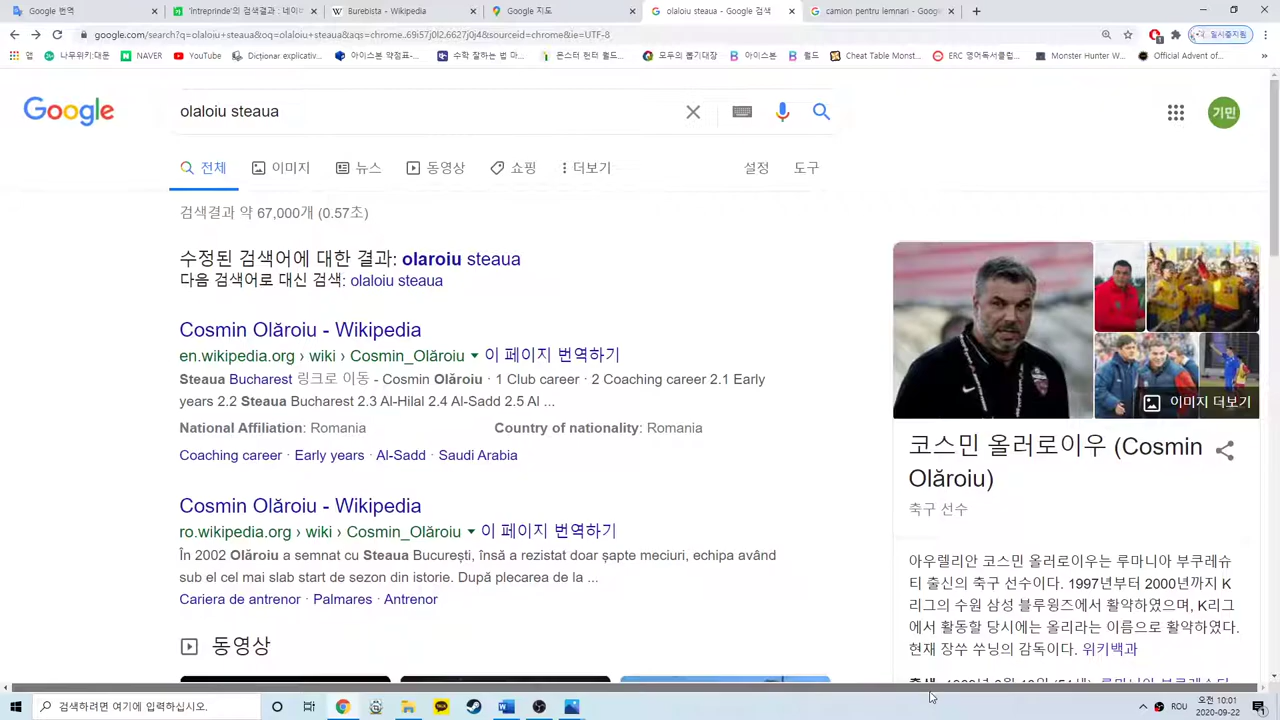 Google 번역
'intreprinde'의 검색결과 : 네이버
Buretista - Wikipedia
Google 지도
olaloiu steaua - Google 검색
camion pentru lemnari - Google
google.com/search?q=olaloiu+steaua&oq=olaloiu+steaua&aqs=chrome..69i57j0l2.6627j0j4&sourceid=chrome&ie=UTF-8
일시중지됨
앱
나무위키:대문
NAVER
YouTube
Dicționar explicativ...
아이스본 약점표-...
수학 잘하는 법 마...
몬스터 헌터 월드...
모두의 뽑기대장
아이스본
월드
Cheat Table Monst...
ERC 영어독서클럽...
Monster Hunter W...
Official Advent of...
Google
olaloiu steaua
기민
전체
이미지
뉴스
동영상
쇼핑
더보기
설정
도구
검색결과 약 67,000개 (0.57초)
수정된 검색어에 대한 결과: olaroiu steaua
다음 검색어로 대신 검색: olaloiu steaua
Cosmin Olăroiu - Wikipedia
en.wikipedia.org › wiki › Cosmin_Olăroiu 이 페이지 번역하기
Steaua Bucharest 링크로 이동 - Cosmin Olăroiu · 1 Club career · 2 Coaching career 2.1 Early
years 2.2 Steaua Bucharest 2.3 Al-Hilal 2.4 Al-Sadd 2.5 Al ...
National Affiliation: Romania
Country of nationality: Romania
Coaching career · Early years · Al-Sadd · Saudi Arabia
Cosmin Olăroiu - Wikipedia
ro.wikipedia.org › wiki › Cosmin_Olăroiu 이 페이지 번역하기
În 2002 Olăroiu a semnat cu Steaua București, însă a rezistat doar șapte meciuri, echipa având
sub el cel mai slab start de sezon din istorie. După plecarea de la ...
Cariera de antrenor · Palmares · Antrenor
동영상
이미지 더보기
코스민 올러로이우 (Cosmin
Olăroiu)
축구 선수
아우렐리안 코스민 올러로이우는 루마니아 부쿠레슈
티 출신의 축구 선수이다. 1997년부터 2000년까지 K
리그의 수원 삼성 블루윙즈에서 활약하였으며, K리그
에서 활동할 당시에는 올리라는 이름으로 활약하였다.
현재 장쑤 쑤닝의 감독이다. 위키백과
검색하려면 여기에 입력하십시오.
TALK
ROU
오전 10:01
2020-09-22